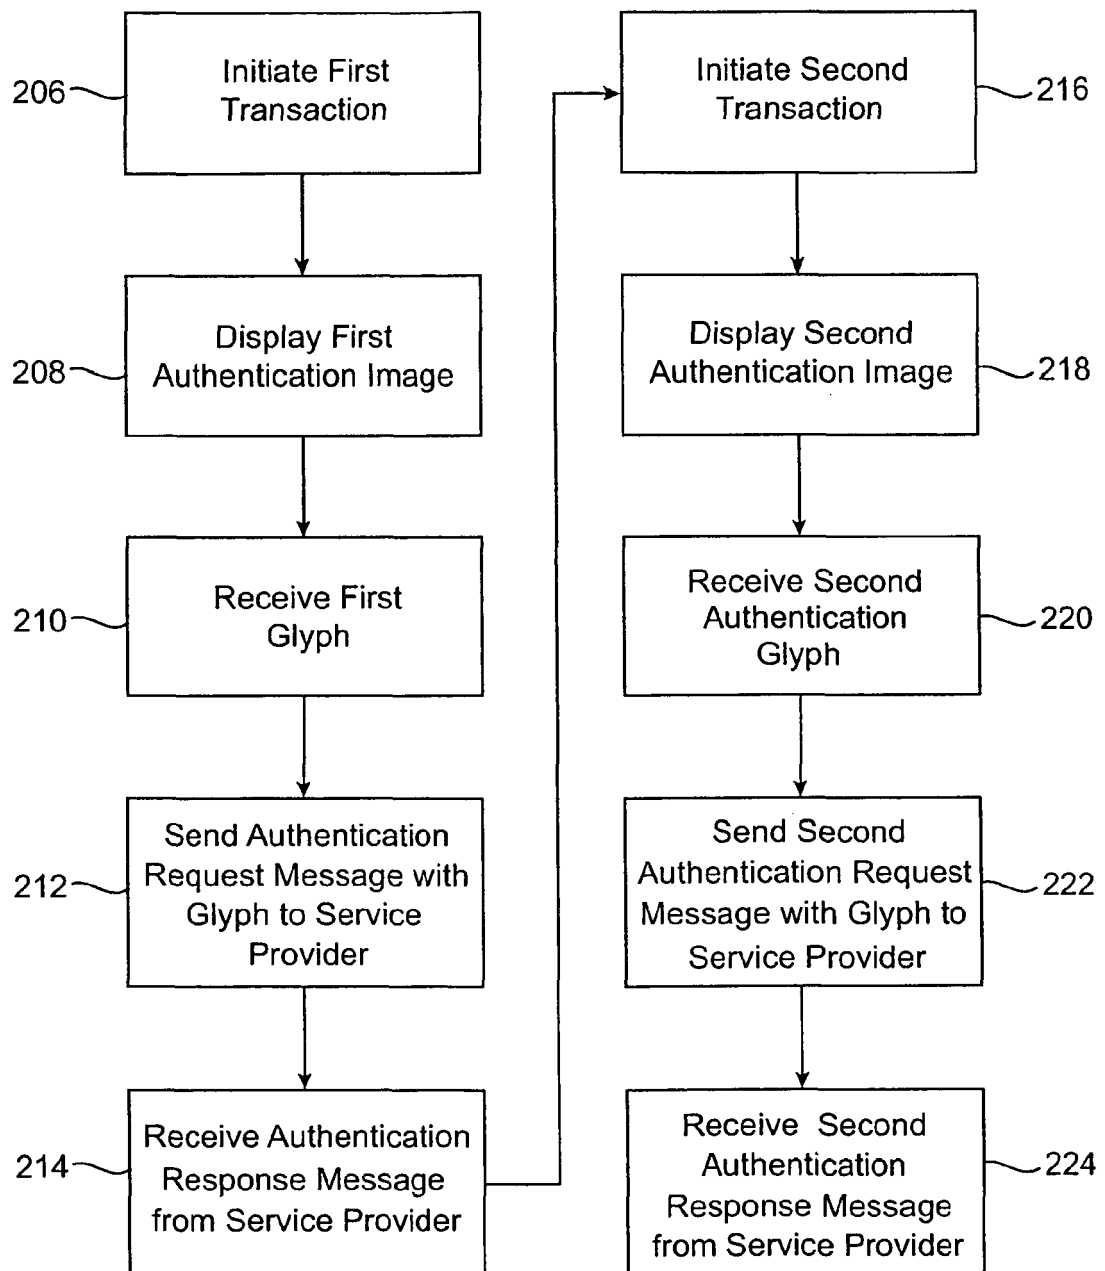 206
Initiate First
Transaction
208
Display First
Authentication Image
210
Receive First
Glyph
212
Send Authentication
Request Message with
Glyph to Service
Provider
214
Receive Authentication
Response Message
from Service Provider
Initiate Second
Transaction
216
Display Second
Authentication Image
218
Receive Second
Authentication
Glyph
220
Send Second
Authentication Request
Message with Glyph to
Service Provider
222
Receive Second
Authentication
Response Message
from Service Provider
224